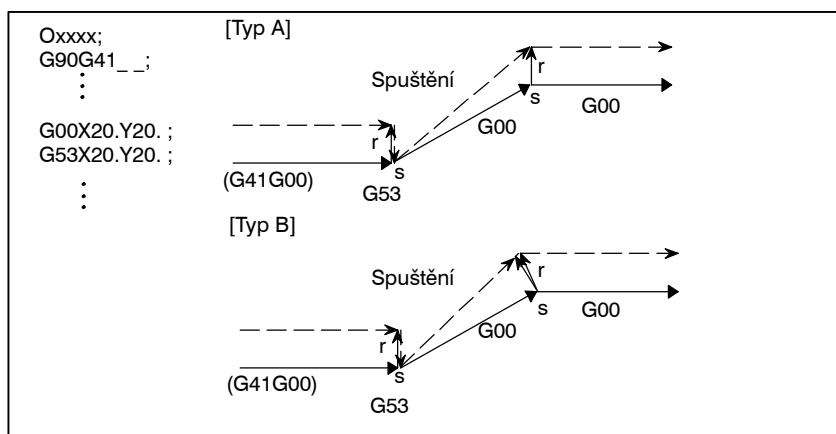 Oxxxx;
G90G41_ _;
G00X20.Y20. ;
G53X20.Y20. ;
[Typ A]
Spuštění
r
s
G00
G00
r
s
(G41G00)
G53
[Typ B]
Spuštění
r
s
G00
G00
r
s
(G41G00)
G53